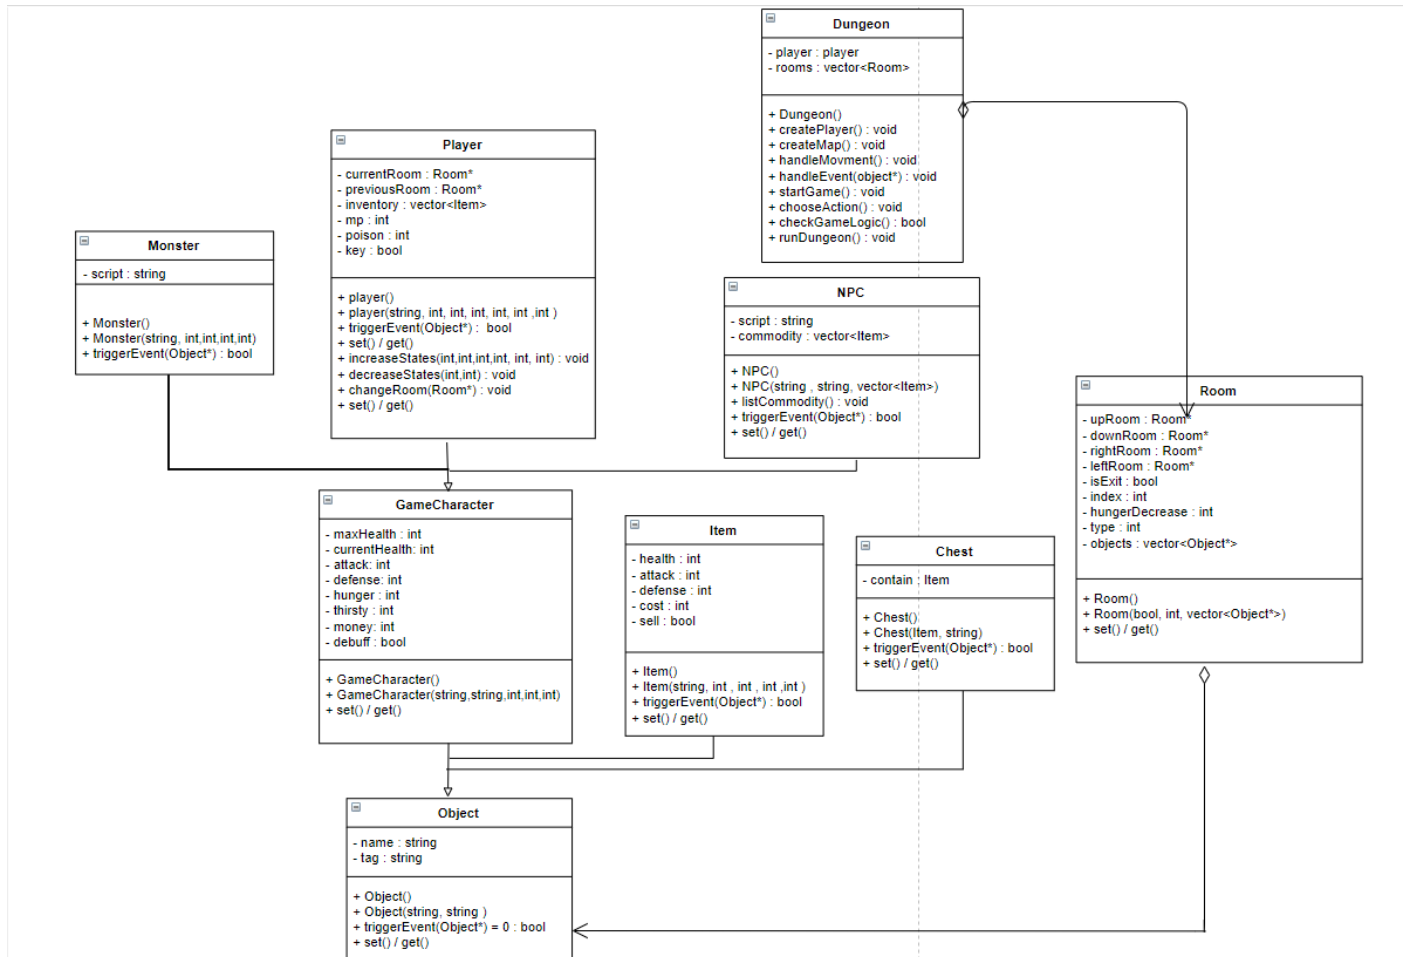 Dungeon
- player : player
- rooms : vector<Room>
+ Dungeon()
+ createPlayer() : void
+ createMap() : void
+ handleMovment() : void
+ handleEvent(object*) : void
+ startGame() : void
+ chooseAction() : void
+ checkGameLogic() : bool
+ runDungeon() : void
Player
- currentRoom : Room*
- previousRoom : Room*
- inventory : vector<Item>
- mp : int
- poison : int
- key : bool
+ player()
+ player(string, int, int, int, int, int ,int )
+ triggerEvent(Object*) : bool
+ set() / get()
+ increaseStates(int,int,int,int, int, int) : void
+ decreaseStates(int,int) : void
+ changeRoom(Room*) : void
+ set() / get()
Monster
- script : string
+ Monster()
+ Monster(string, int,int,int,int)
+ triggerEvent(Object*) : bool
NPC
- script : string
- commodity : vector<Item>
+ NPC()
+ NPC(string , string, vector<Item>)
+ listCommodity() : void
+ triggerEvent(Object*) : bool
+ set() / get()
Room
- upRoom : Room*
- downRoom : Room*
- rightRoom : Room*
- leftRoom : Room*
- isExit : bool
- index : int
- hungerDecrease : int
- type : int
- objects : vector<Object*>
+ Room()
+ Room(bool, int, vector<Object*>)
+ set() / get()
GameCharacter
- maxHealth : int
- currentHealth: int
- attack: int
- defense: int
- hunger : int
- thirsty : int
- money: int
- debuff : bool
+ GameCharacter()
+ GameCharacter(string,string,int,int,int)
+ set() / get()
Item
- health : int
- attack : int
- defense : int
- cost : int
- sell : bool
+ Item()
+ Item(string, int , int , int ,int )
+ triggerEvent(Object*) : bool
+ set() / get()
Chest
- contain : Item
+ Chest()
+ Chest(Item, string)
+ triggerEvent(Object*) : bool
+ set() / get()
Object
- name : string
- tag : string
+ Object()
+ Object(string, string )
+ triggerEvent(Object*) = 0 : bool
+ set() / get()